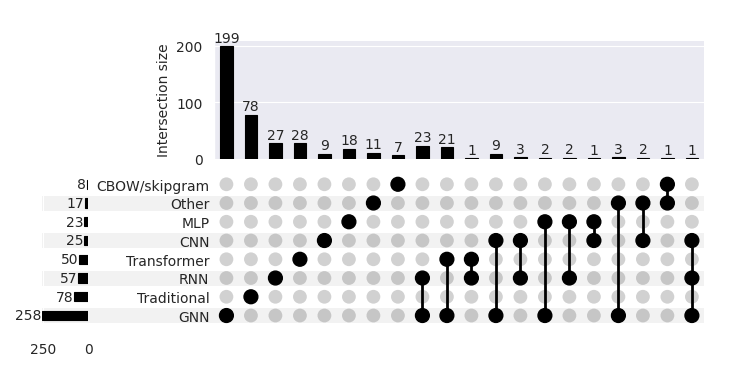 199
200
Intersection size
78
100
27 28 9 18 11 7 23 21 1 9 3 2 2 1 3 2 1 1
0
8 CBOW/skipgram
17 Other
23 MLP
25 CNN
50 Transformer
57 RNN
78 Traditional
258 GNN
250 0